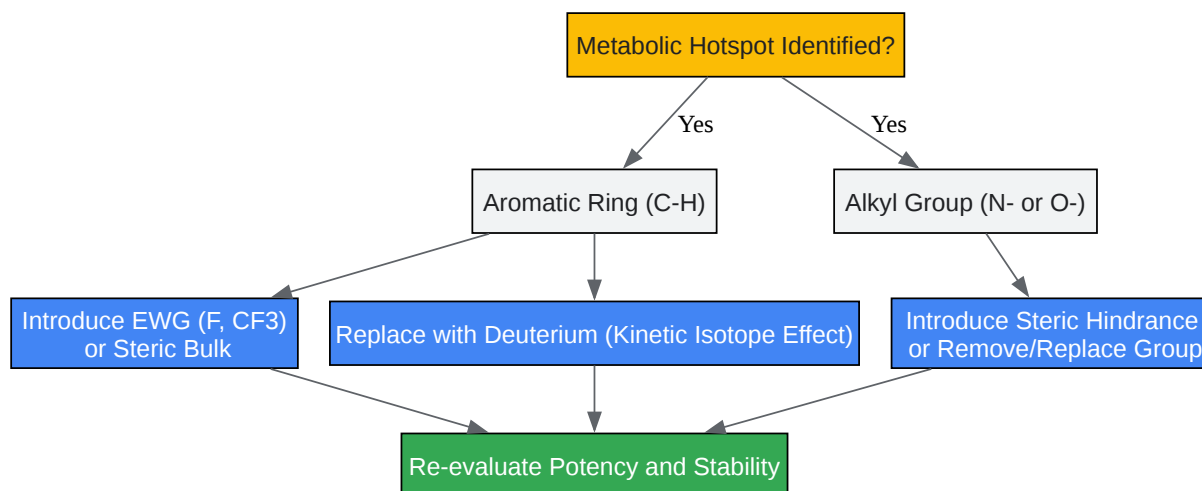 Metabolic Hotspot Identified?
Yes
Yes
Aromatic Ring (C-H)
Alkyl Group (N- or O-)
Introduce EWG (F, CF3)
or Steric Bulk
Replace with Deuterium (Kinetic Isotope Effect)
Introduce Steric Hindrance
or Remove/Replace Group
Re-evaluate Potency and Stability